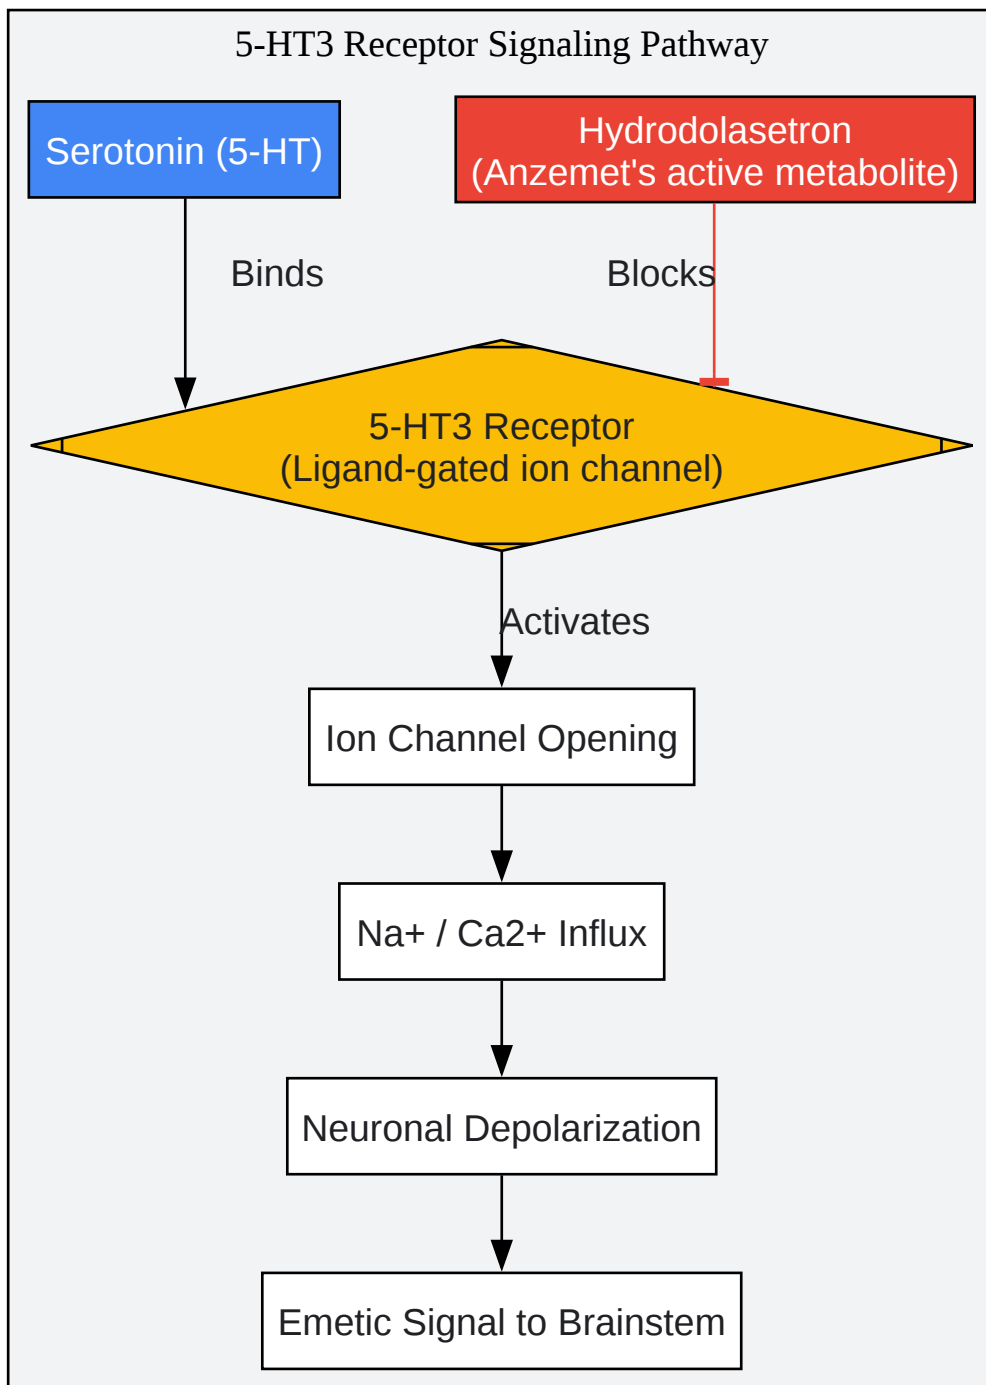 5-HT3 Receptor Signaling Pathway
Serotonin (5-HT)
Hydrodolasetron
(Anzemet's active metabolite)
Binds
Blocks
5-HT3 Receptor
(Ligand-gated ion channel)
Activates
Ion Channel Opening
Na+ / Ca2+ Influx
Neuronal Depolarization
Emetic Signal to Brainstem